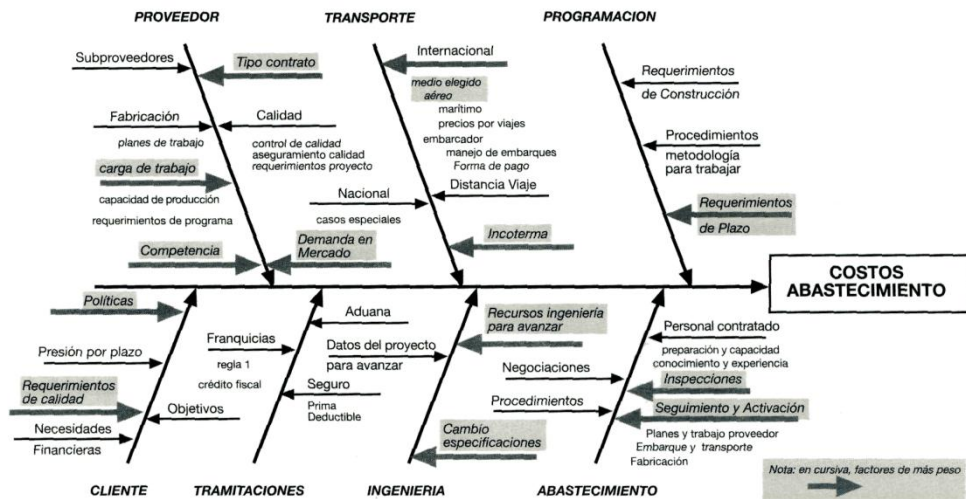 PROVEEDOR
TRANSPORTE
PROGRAMACION
Subproveedores
Tipo contrato
Fabricación
planes de trabajo
Calidad
control de calidad
aseguramiento calidad
requerimientos proyecto
carga de trabajo
capacidad de producción
requerimientos de programa
Competencia
Demanda en
Mercado
Internacional
medio elegido
aéreo
marítimo
precios por viajes
embarcador
manejo de embarques
Forma de pago
Nacional
casos especiales
Distancia Viaje
Incoterma
Requerimientos
de Construcción
Procedimientos
metodología
para trabajar
Requerimientos
de Plazo
COSTOS
ABASTECIMIENTO
Políticas
Presión por plazo
Requerimientos
de calidad
Objetivos
Necesidades
Financieras
Aduana
Franquicias
regla 1
crédito fiscal
Seguro
Prima
Deductible
Recursos ingeniería
para avanzar
Datos del proyecto
para avanzar
Cambio
especificaciones
Personal contratado
preparación y capacidad
conocimiento y experiencia
Negociaciones
Inspecciones
Procedimientos
Seguimiento y Activación
Planes y trabajo proveedor
Embarque y transporte
Fabricación
Nota: en cursiva, factores de más peso
CLIENTE
TRAMITACIONES
INGENIERIA
ABASTECIMIENTO